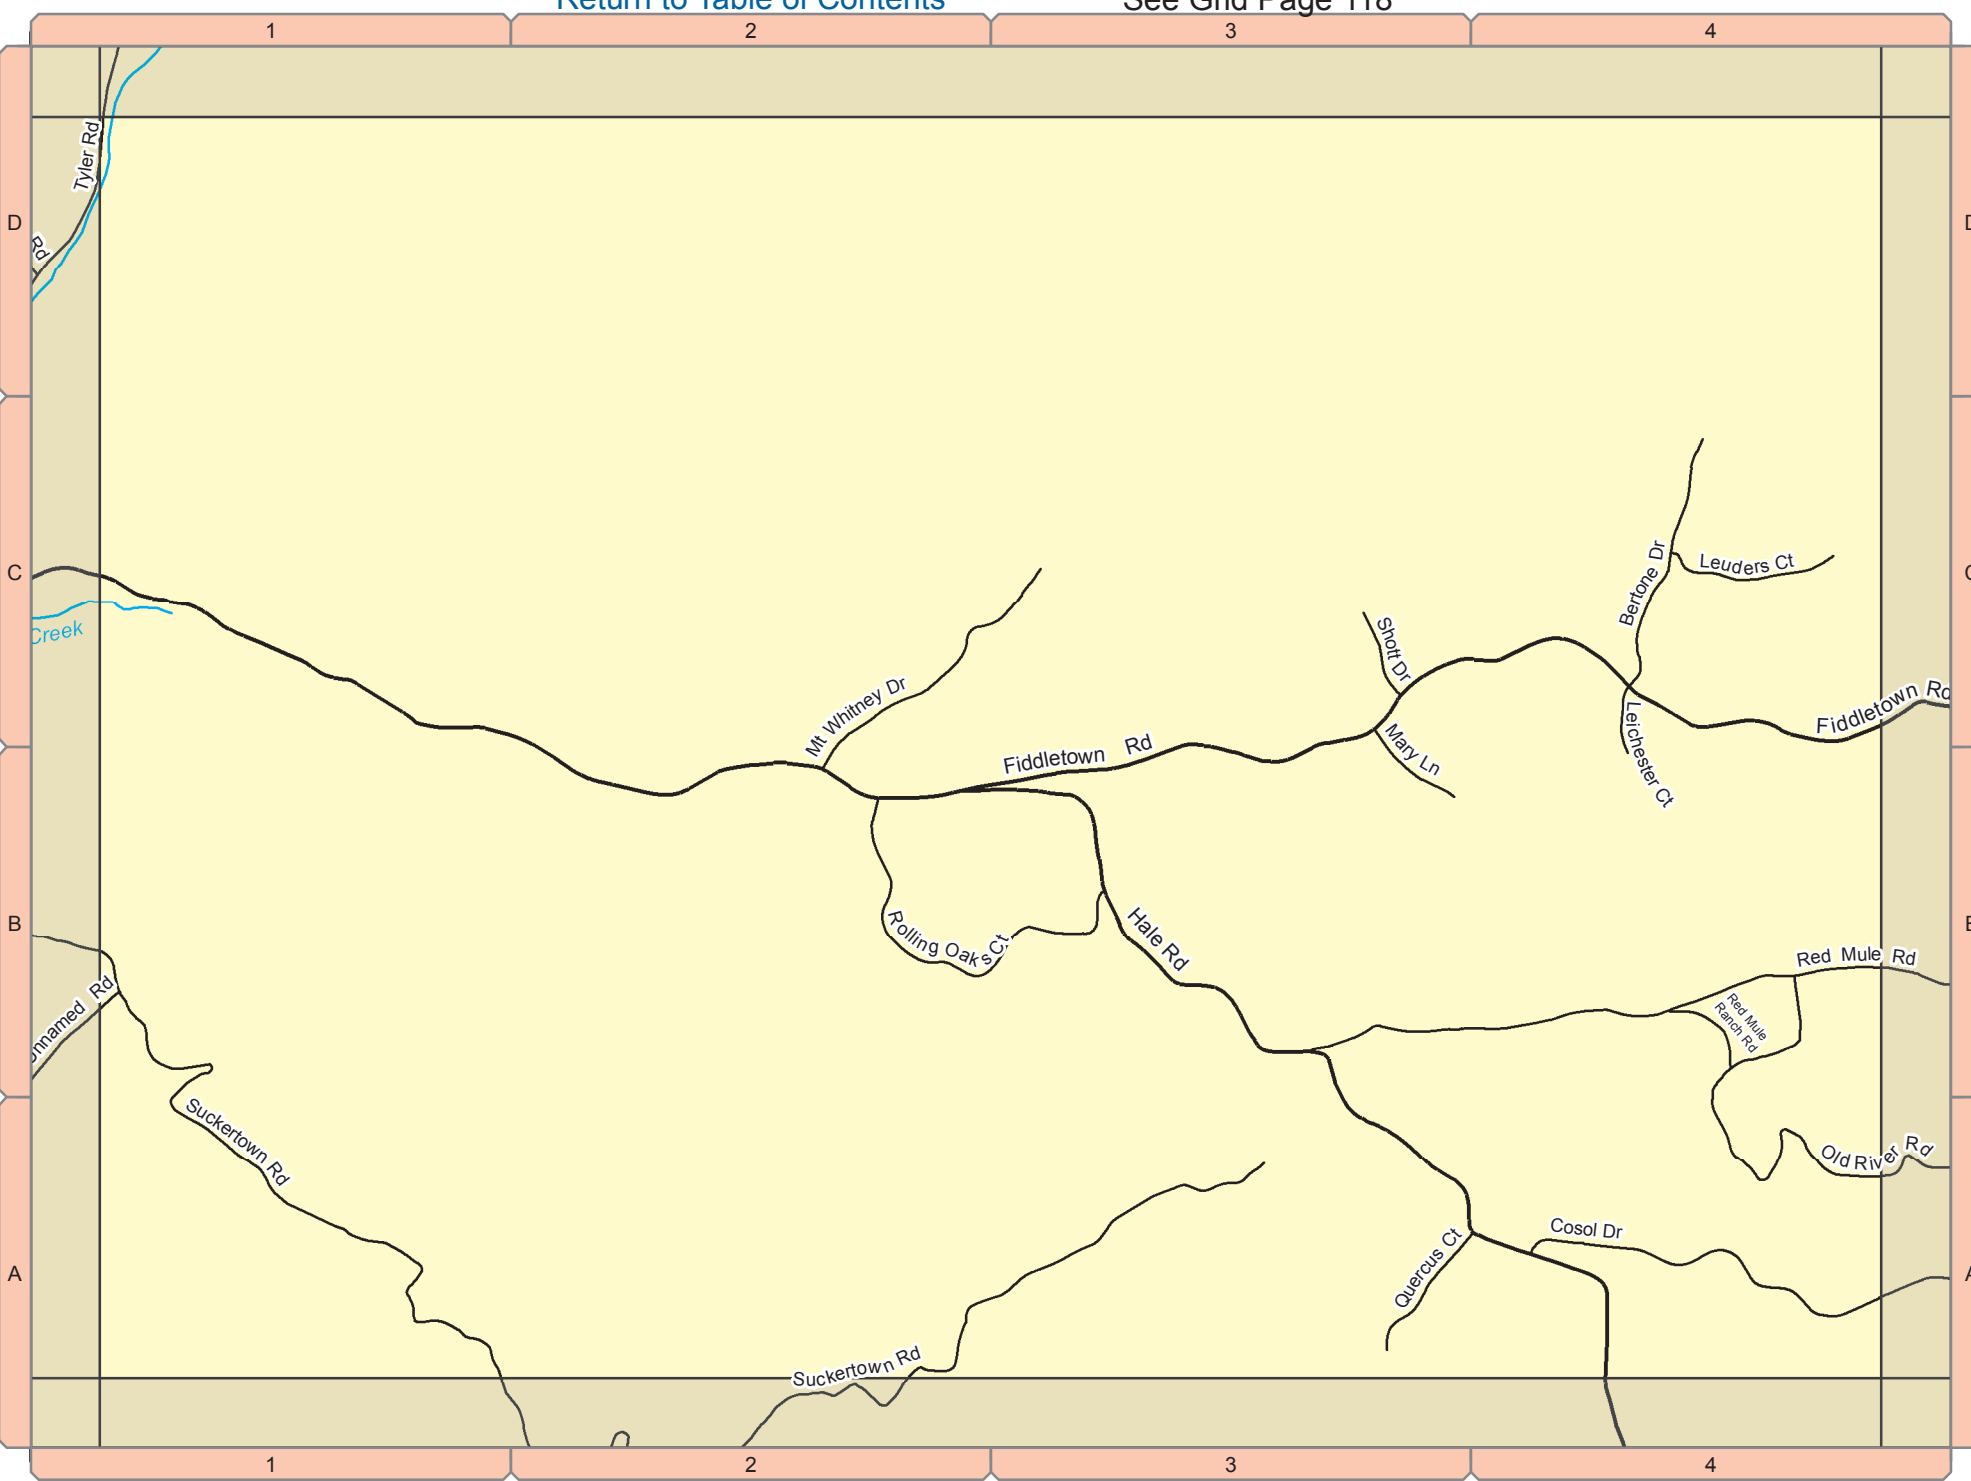 Return to Table of Contents
See Grid Page 118
1
2
3
4
D
D
Tyler Rd
Rd
C
Creek
Mt Whitney Dr
Shott Dr
Mary Ln
Bertone Dr
Leuders Ct
Leichester Ct
Fiddletown Rd
Fiddletown Rd
B
Rolling Oaks Ct
Hale Rd
Red Mule Rd
Red Mule
Ranch Rd
Unnamed Rd
Suckertown Rd
Old River Rd
A
A
Cosol Dr
Quercus Ct
Suckertown Rd
1
2
3
4